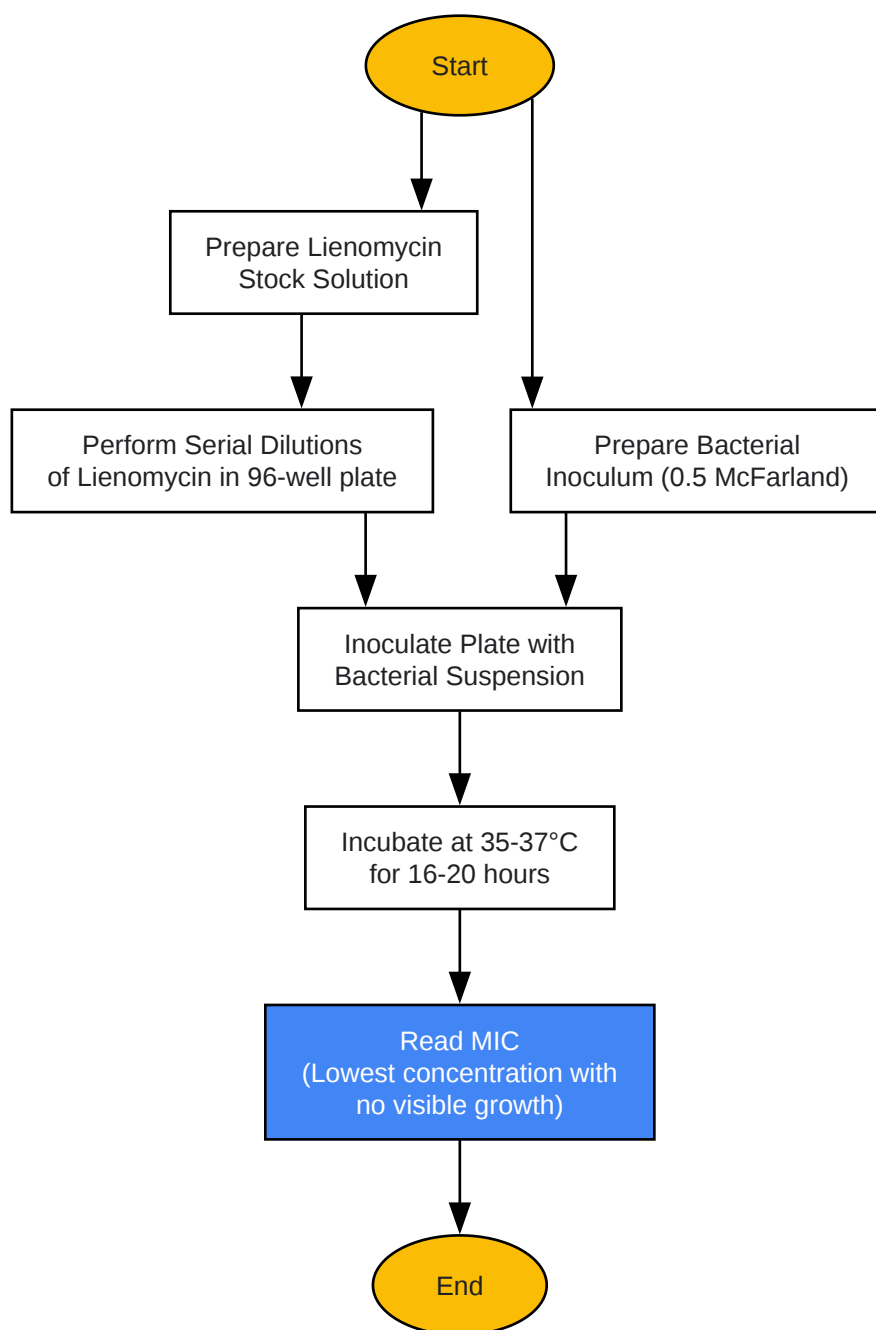 Start
Prepare Lienomycin
Stock Solution
Perform Serial Dilutions
of Lienomycin in 96-well plate
Prepare Bacterial
Inoculum (0.5 McFarland)
Inoculate Plate with
Bacterial Suspension
Incubate at 35-37°C
for 16-20 hours
Read MIC
(Lowest concentration with
no visible growth)
End